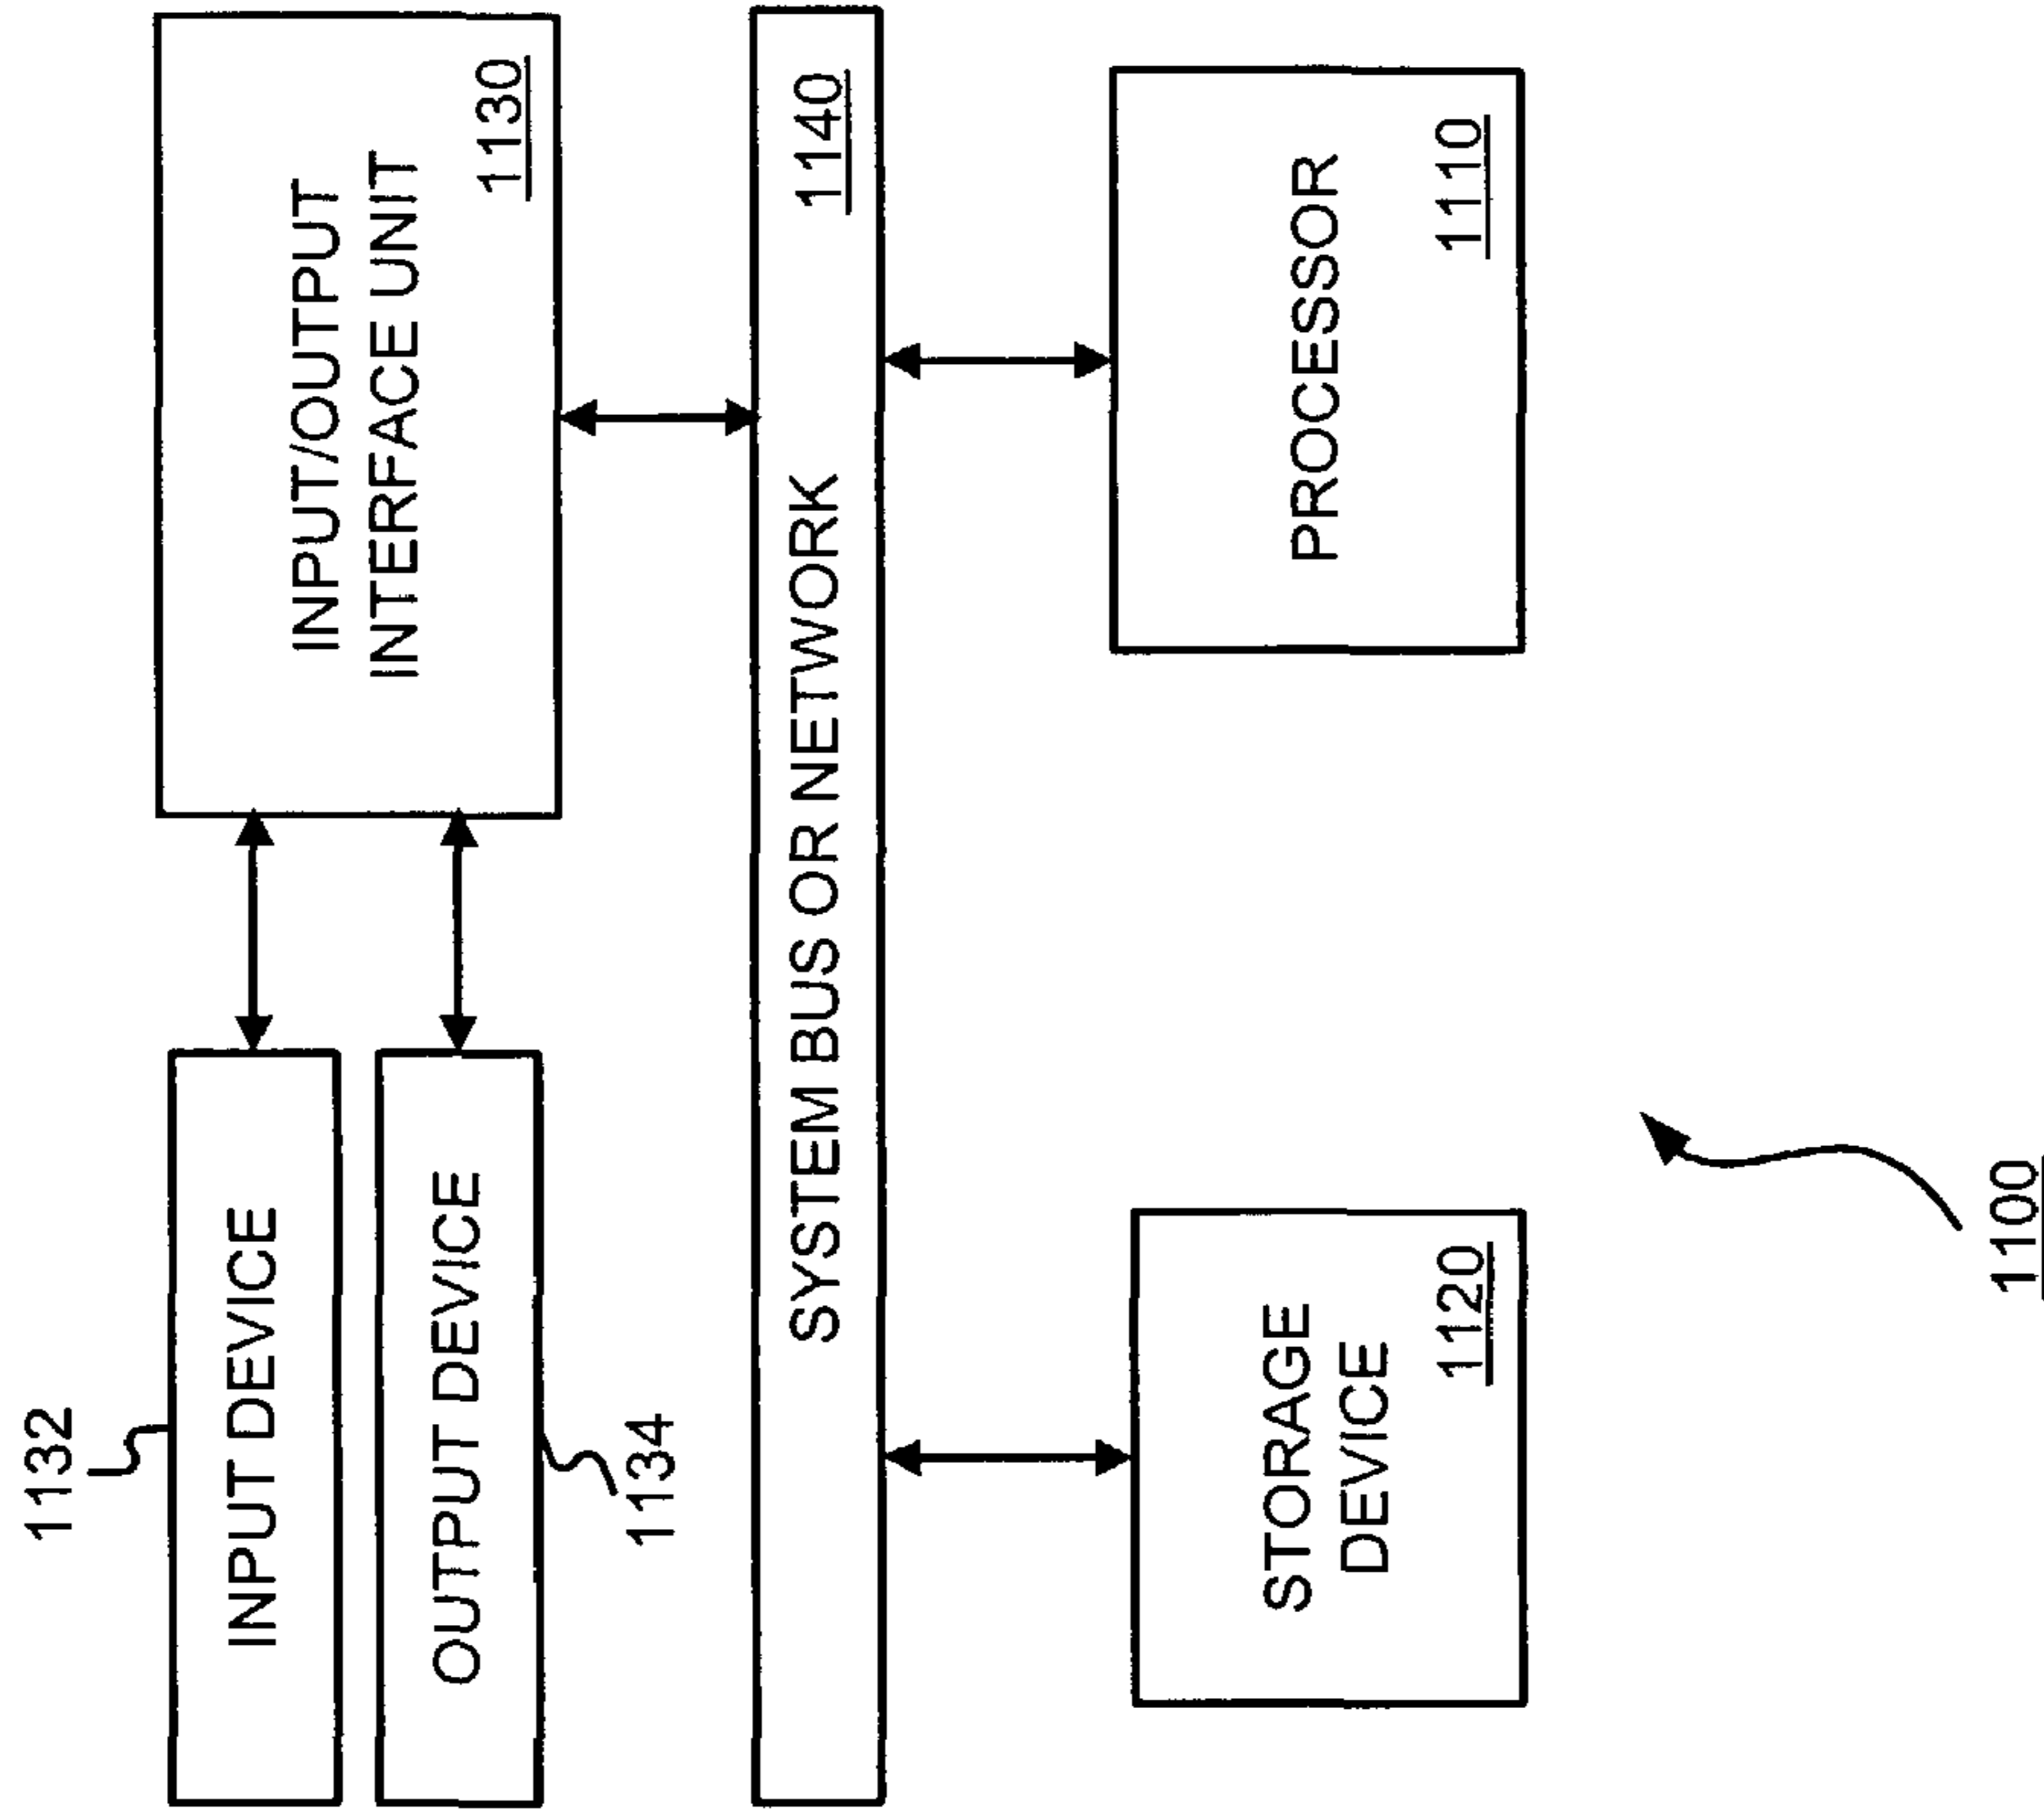 1132
INPUT DEVICE
OUTPUT DEVICE
1134
INPUT/OUTPUT
INTERFACE UNIT
1130
SYSTEM BUS OR NETWORK
1140
STORAGE
DEVICE
1120
PROCESSOR
1110
1100